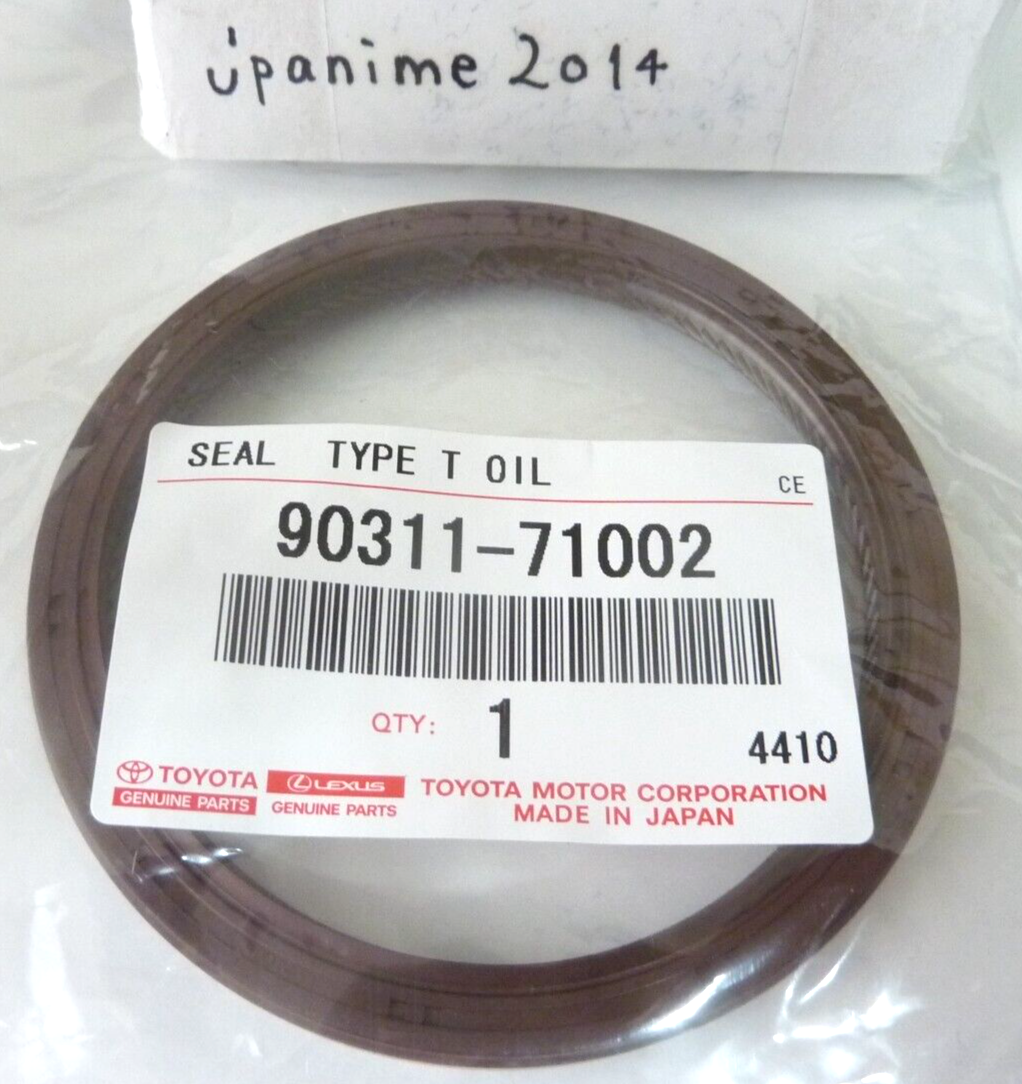 jpanime 2014
SEAL TYPE T OIL
CE
90311-71002
QTY: 1
4410
TOYOTA
GENUINE PARTS
LEXUS
GENUINE PARTS
TOYOTA MOTOR CORPORATION
MADE IN JAPAN